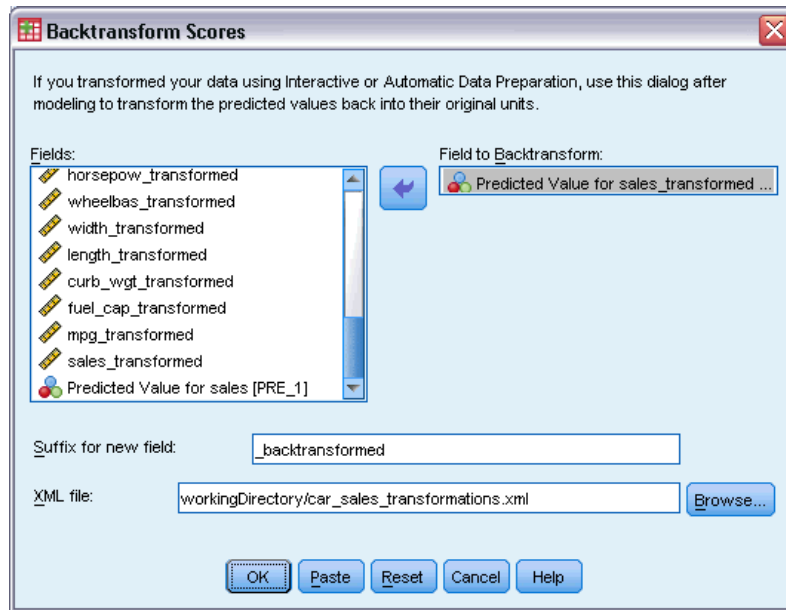 Backtransform Scores
If you transformed your data using Interactive or Automatic Data Preparation, use this dialog after
modeling to transform the predicted values back into their original units.
Fields:
horsepow_transformed
wheelbas_transformed
width_transformed
length_transformed
curb_wgt_transformed
fuel_cap_transformed
mpg_transformed
sales_transformed
Predicted Value for sales [PRE_1]
Field to Backtransform:
Predicted Value for sales_transformed ...
Suffix for new field:
_backtransformed
XML file:
workingDirectory/car_sales_transformations.xml
Browse...
OK
Paste
Reset
Cancel
Help